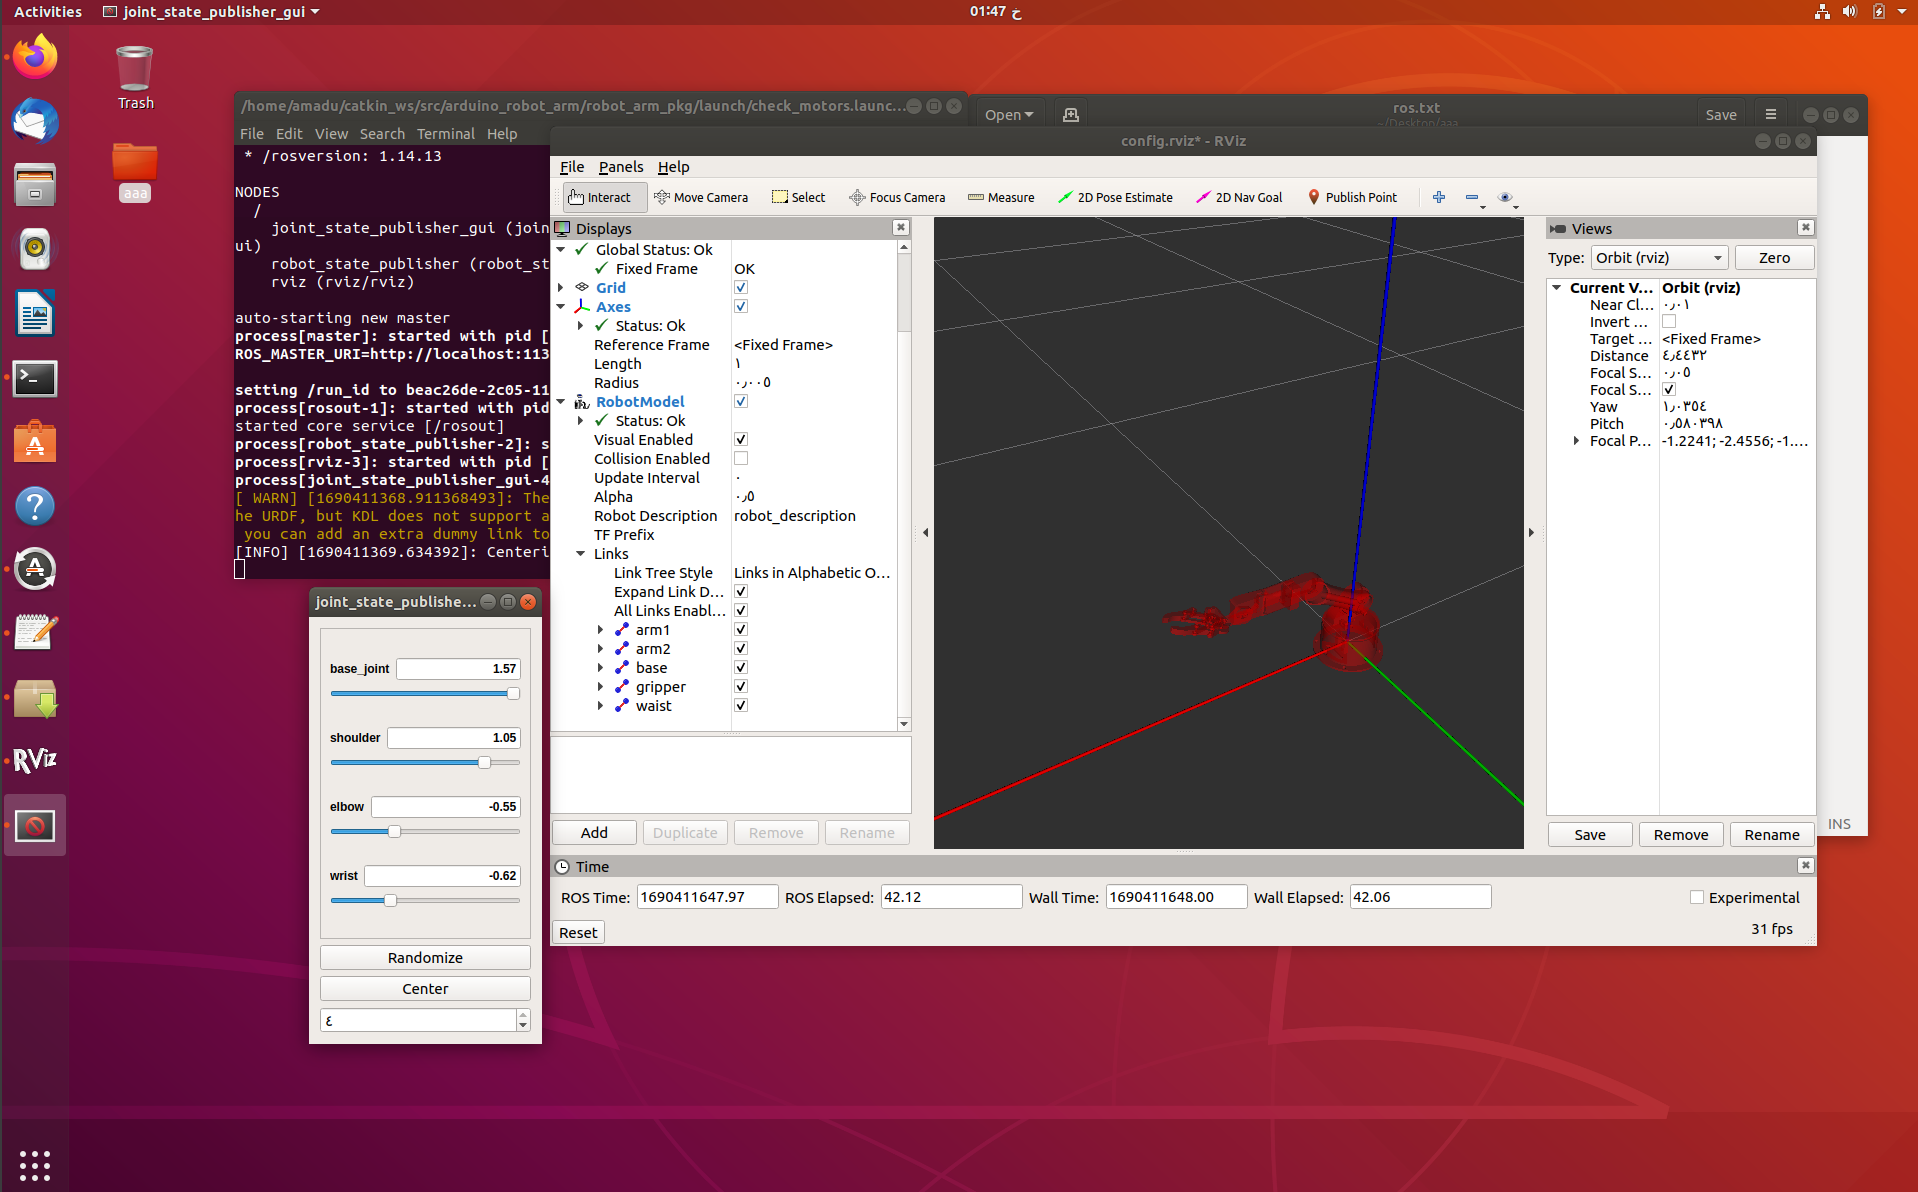 Activities
joint_state_publisher_gui
01:47 خ
Trash
aaa
/home/amadu/catkin_ws/src/arduino_robot_arm/robot_arm_pkg/launch/check_motors.launc...
File Edit View Search Terminal Help
* /rosversion: 1.14.13
NODES
/
joint_state_publisher_gui (join
ui)
robot_state_publisher (robot_st
rviz (rviz/rviz)
auto-starting new master
process[master]: started with pid [
ROS_MASTER_URI=http://localhost:113
setting /run_id to beac26de-2c05-11
process[rosout-1]: started with pid
started core service [/rosout]
process[robot_state_publisher-2]: s
process[rviz-3]: started with pid [
process[joint_state_publisher_gui-4
[ WARN] [1690411368.911368493]: The
he URDF, but KDL does not support a
you can add an extra dummy link to
[INFO] [1690411369.634392]: Centeri
Open
ros.txt
~/Desktop/aaa
Save
INS
config.rviz* - RViz
File Panels Help
Interact Move Camera Select Focus Camera Measure 2D Pose Estimate 2D Nav Goal Publish Point
Displays
Global Status: Ok
Fixed Frame OK
Grid
Axes
Status: Ok
Reference Frame <Fixed Frame>
Length ١
Radius ٠٫٠٠٥
RobotModel
Status: Ok
Visual Enabled
Collision Enabled
Update Interval ٠
Alpha ٠٫٥
Robot Description robot_description
TF Prefix
Links
Link Tree Style Links in Alphabetic O...
Expand Link D...
All Links Enabl...
arm1
arm2
base
gripper
waist
Add Duplicate Remove Rename
Views
Type: Orbit (rviz) Zero
Current V... Orbit (rviz)
Near Cl... ٠٫٠١
Invert ...
Target ... <Fixed Frame>
Distance ٤٫٤٤٣٢
Focal S... ٠٫٠٥
Focal S...
Yaw ١٫٠٣٥٤
Pitch ٠٫٥٨٠٣٩٨
Focal P... -1.2241; -2.4556; -1....
Save Remove Rename
Time
ROS Time: 1690411647.97 ROS Elapsed: 42.12 Wall Time: 1690411648.00 Wall Elapsed: 42.06 Experimental
Reset
31 fps
joint_state_publishe...
base_joint 1.57
shoulder 1.05
elbow -0.55
wrist -0.62
Randomize
Center
٤
RViz